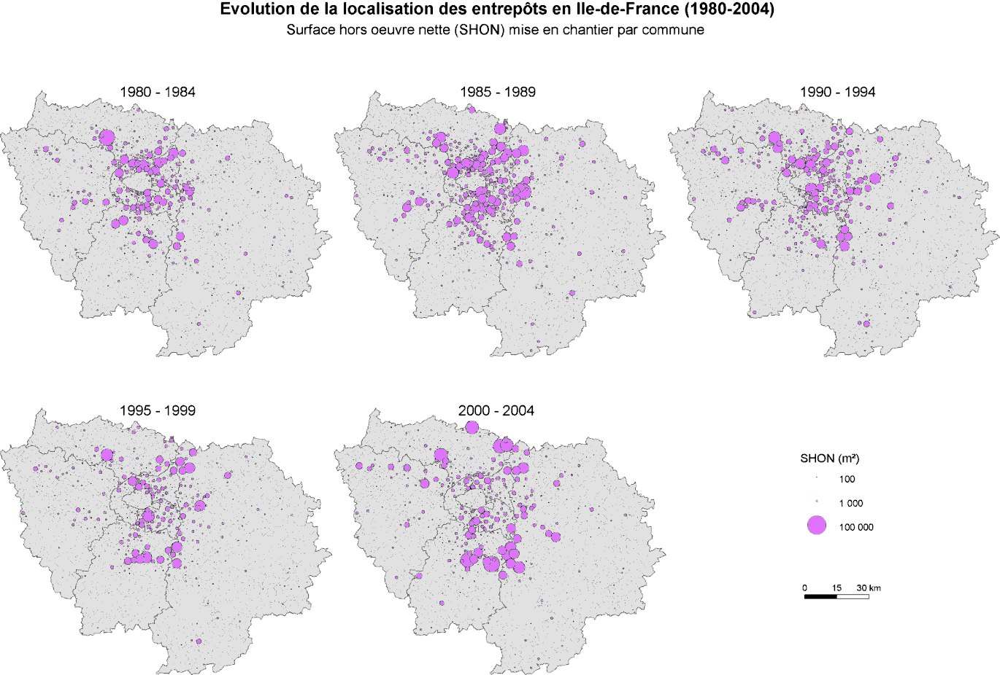 Evolution de la localisation des entrepôts en Ile-de-France (1980-2004)
Surface hors oeuvre nette (SHON) mise en chantier par commune
1980 - 1984
1985 - 1989
1990 - 1994
1995 - 1999
2000 - 2004
SHON (m²)
100
1 000
100 000
0 15 30 km